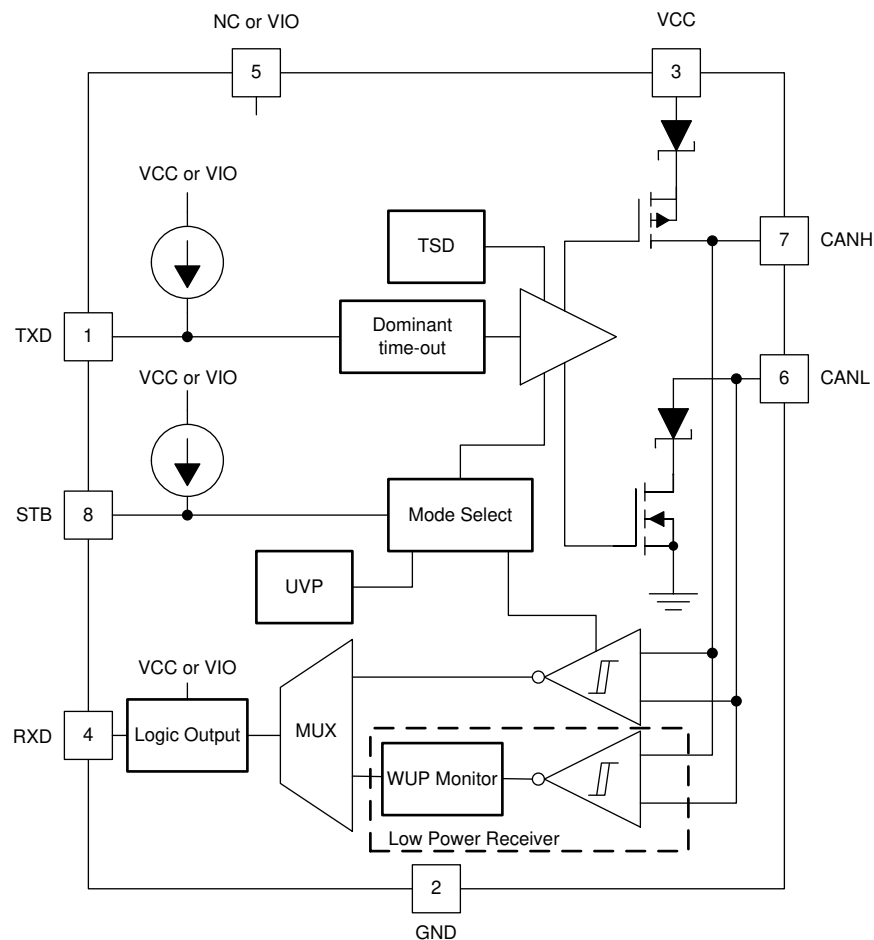 NC or VIO
VCC
5
3
VCC or VIO
TSD
7
CANH
TXD
1
Dominant
time-out
VCC or VIO
6
CANL
STB
8
Mode Select
UVP
VCC or VIO
RXD
4
Logic Output
MUX
WUP Monitor
Low Power Receiver
2
GND